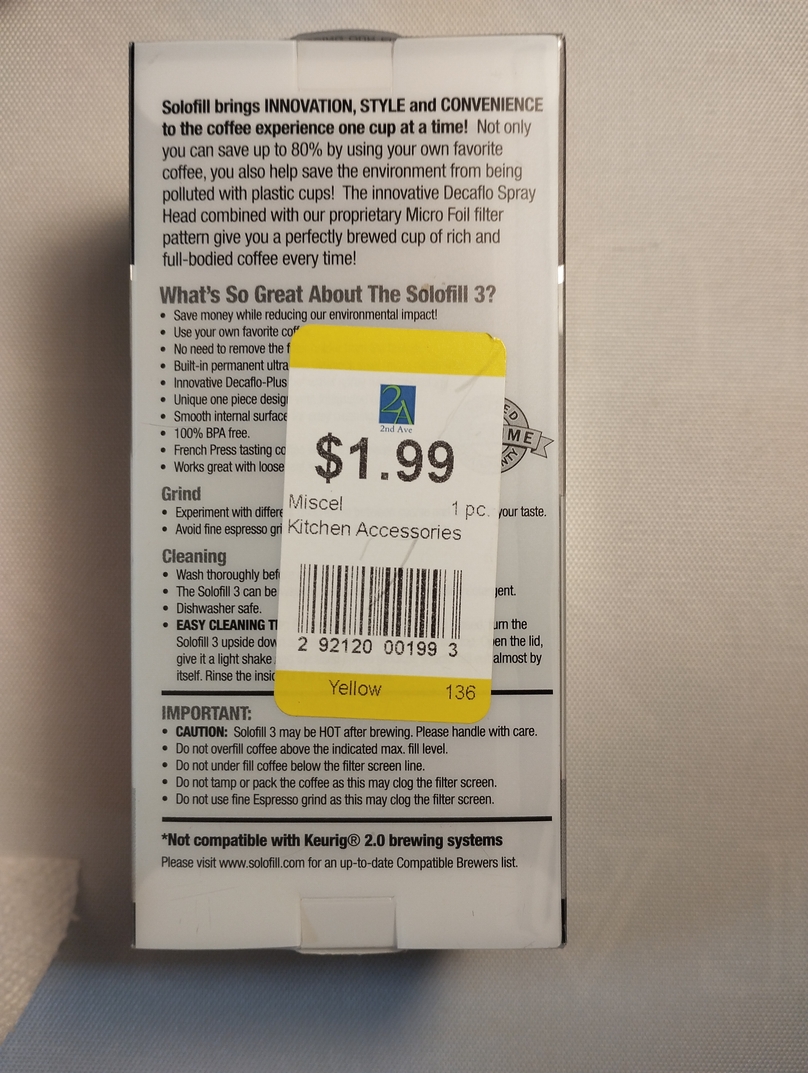 Solofill brings INNOVATION, STYLE and CONVENIENCE
to the coffee experience one cup at a time! Not only
you can save up to 80% by using your own favorite
coffee, you also help save the environment from being
polluted with plastic cups! The innovative Decaflo Spray
Head combined with our proprietary Micro Foil filter
pattern give you a perfectly brewed cup of rich and
full-bodied coffee every time!
What's So Great About The Solofill 3?
• Save money while reducing our environmental impact!
• Use your own favorite
• No need to remove the
• Built-in permanent ultra
• Innovative Decaflo-Plus
• Unique one piece
• Smooth internal surface
• 100% BPA free.
• French Press tasting
• Works great with loose
Grind
• Experiment with your taste.
• Avoid fine espresso
Cleaning
• Wash thoroughly
• The Solofill 3 can be
• Dishwasher safe.
• EASY CLEANING the
Solofill 3 upside the lid,
give it a light shake almost by
itself. Rinse the
2A
2nd Ave
$1.99
Miscel 1 pc.
Kitchen Accessories
2 92120 00199 3
Yellow 136
IMPORTANT:
• CAUTION: Solofill 3 may be HOT after brewing. Please handle with care.
• Do not overfill coffee above the indicated max. fill level.
• Do not under fill coffee below the filter screen line.
• Do not tamp or pack the coffee as this may clog the filter screen.
• Do not use fine Espresso grind as this may clog the filter screen.
*Not compatible with Keurig® 2.0 brewing systems
Please visit www.solofill.com for an up-to-date Compatible Brewers list.